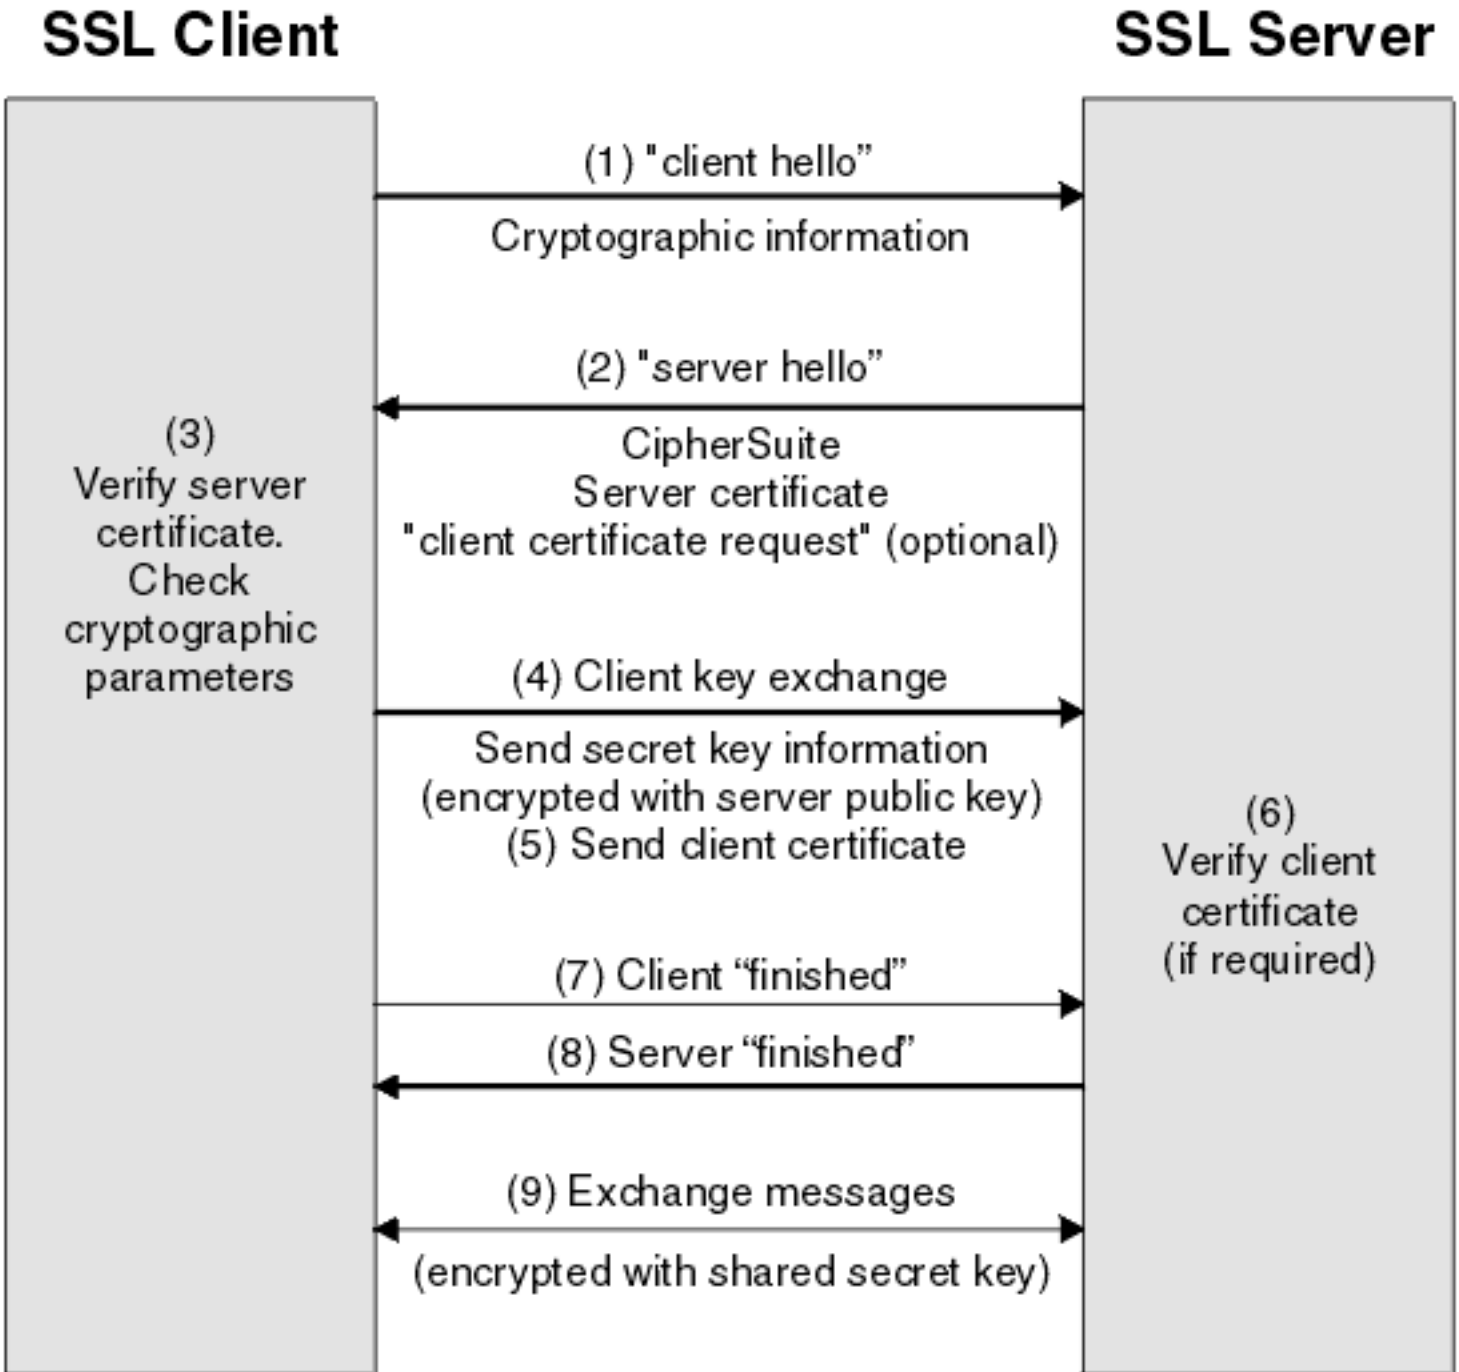 SSL Client
SSL Server
(1) "client hello”
Cryptographic information
(2) "server hello”
CipherSuite
Server certificate
"client certificate request" (optional)
(3)
Verify server
certificate.
Check
cryptographic
parameters
(4) Client key exchange
Send secret key information
(encrypted with server public key)
(5) Send client certificate
(6)
Verify client
certificate
(if required)
(7) Client “finished”
(8) Server “finished”
(9) Exchange messages
(encrypted with shared secret key)